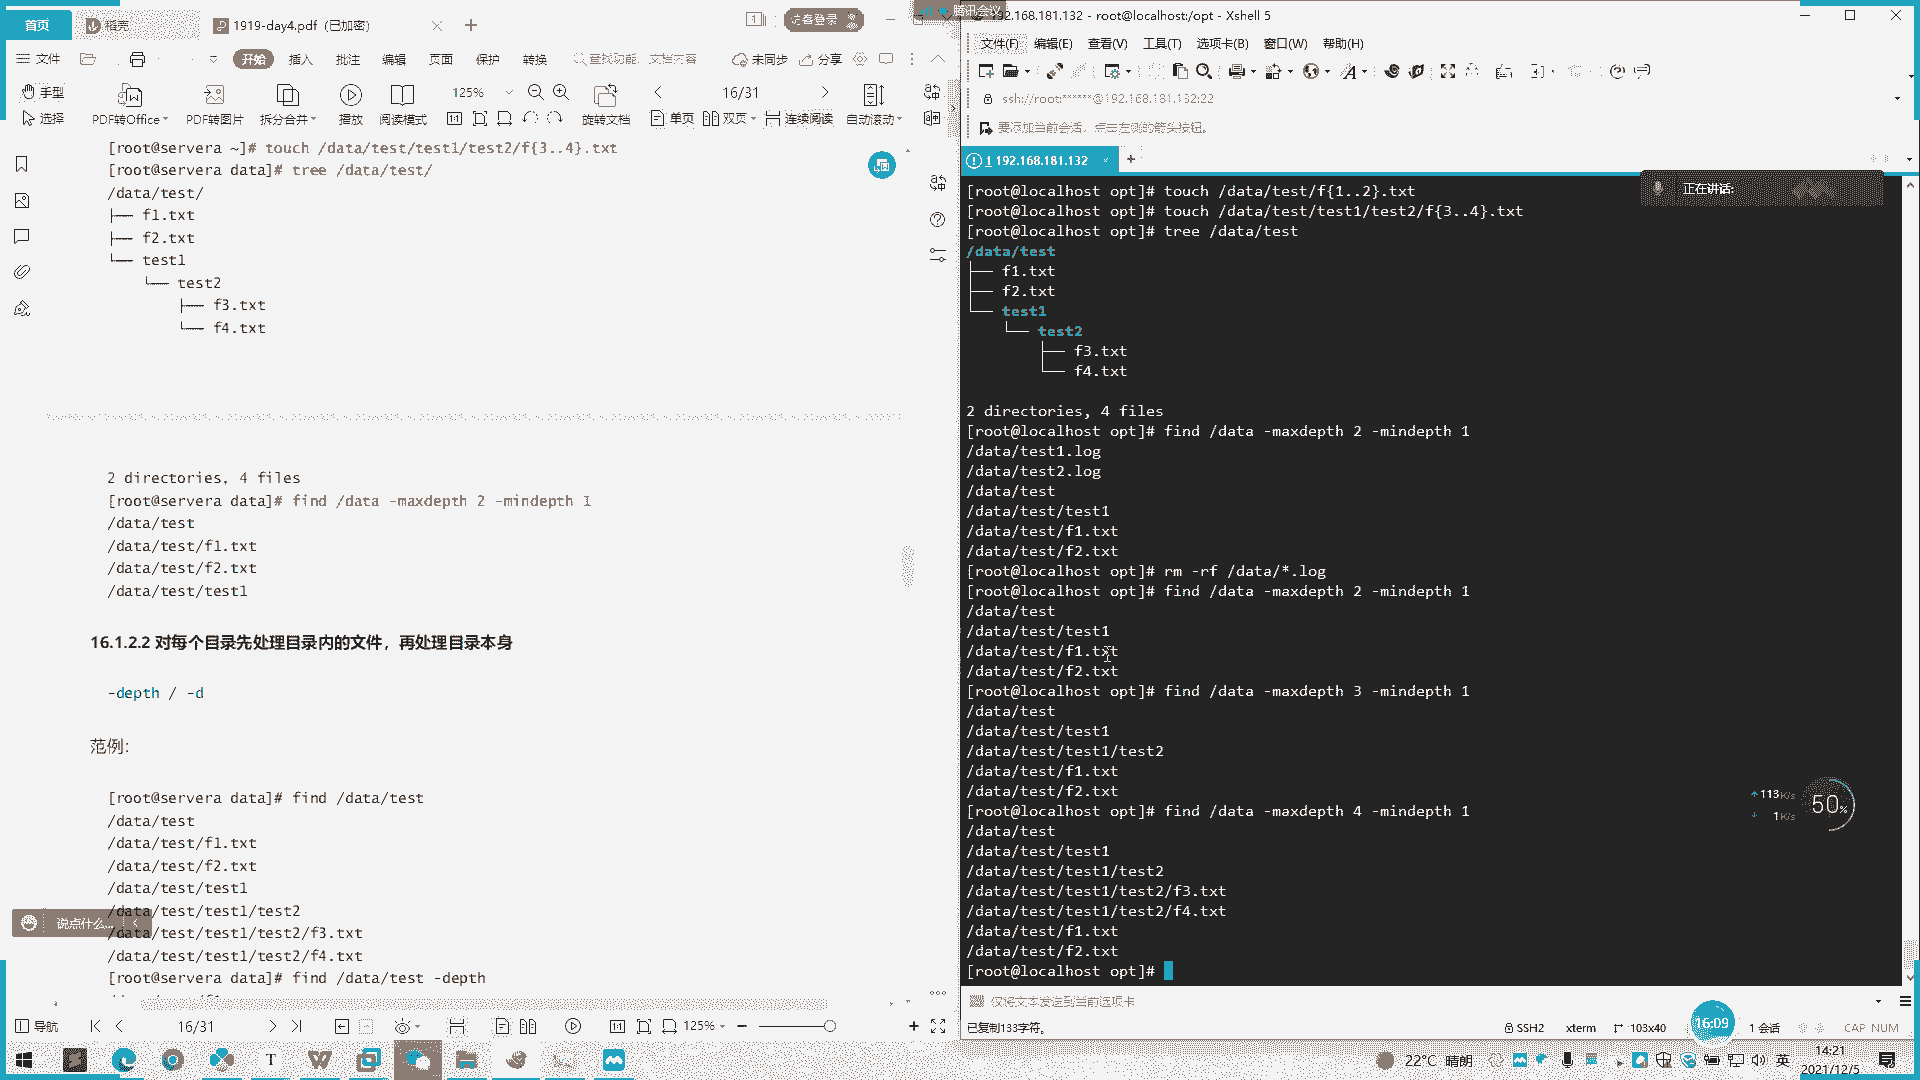 首页
稻壳
1919-day4.pdf (已加密)
访客登录
文件
开始
插入
批注
编辑
页面
保护
转换
查找功能、文档内容
未同步
分享
手型
选择
PDF转Office
PDF转图片
拆分合并
播放
阅读模式
125%
旋转文档
16/31
单页
双页
连续阅读
自动滚动
[root@servera ~]# touch /data/test/test1/test2/f{3..4}.txt
[root@servera data]# tree /data/test/
/data/test/
├── f1.txt
├── f2.txt
└── test1
└── test2
├── f3.txt
└── f4.txt
2 directories, 4 files
[root@servera data]# find /data -maxdepth 2 -mindepth 1
/data/test
/data/test/f1.txt
/data/test/f2.txt
/data/test/test1
16.1.2.2 对每个目录先处理目录内的文件，再处理目录本身
-depth / -d
范例：
[root@servera data]# find /data/test
/data/test
/data/test/f1.txt
/data/test/f2.txt
/data/test/test1
/data/test/test1/test2
/data/test/test1/test2/f3.txt
/data/test/test1/test2/f4.txt
[root@servera data]# find /data/test -depth
说点什么...
导航
16/31
125%
腾讯会议
192.168.181.132 - root@localhost:/opt - Xshell 5
文件(F)
编辑(E)
查看(V)
工具(T)
选项卡(B)
窗口(W)
帮助(H)
ssh://root:******@192.168.181.132:22
要添加当前会话，点击左侧的箭头按钮。
1 192.168.181.132
正在讲话:
[root@localhost opt]# touch /data/test/f{1..2}.txt
[root@localhost opt]# touch /data/test/test1/test2/f{3..4}.txt
[root@localhost opt]# tree /data/test
/data/test
├── f1.txt
├── f2.txt
└── test1
└── test2
├── f3.txt
└── f4.txt
2 directories, 4 files
[root@localhost opt]# find /data -maxdepth 2 -mindepth 1
/data/test1.log
/data/test2.log
/data/test
/data/test/test1
/data/test/f1.txt
/data/test/f2.txt
[root@localhost opt]# rm -rf /data/*.log
[root@localhost opt]# find /data -maxdepth 2 -mindepth 1
/data/test
/data/test/test1
/data/test/f1.txt
/data/test/f2.txt
[root@localhost opt]# find /data -maxdepth 3 -mindepth 1
/data/test
/data/test/test1
/data/test/test1/test2
/data/test/f1.txt
/data/test/f2.txt
[root@localhost opt]# find /data -maxdepth 4 -mindepth 1
/data/test
/data/test/test1
/data/test/test1/test2
/data/test/test1/test2/f3.txt
/data/test/test1/test2/f4.txt
/data/test/f1.txt
/data/test/f2.txt
[root@localhost opt]#
113K/s
1K/s
50%
仅将文本发送到当前选项卡
已复制133字符。
SSH2
xterm
103x40
16:09
1 会话
CAP NUM
22°C 晴朗
英
14:21
2021/12/5